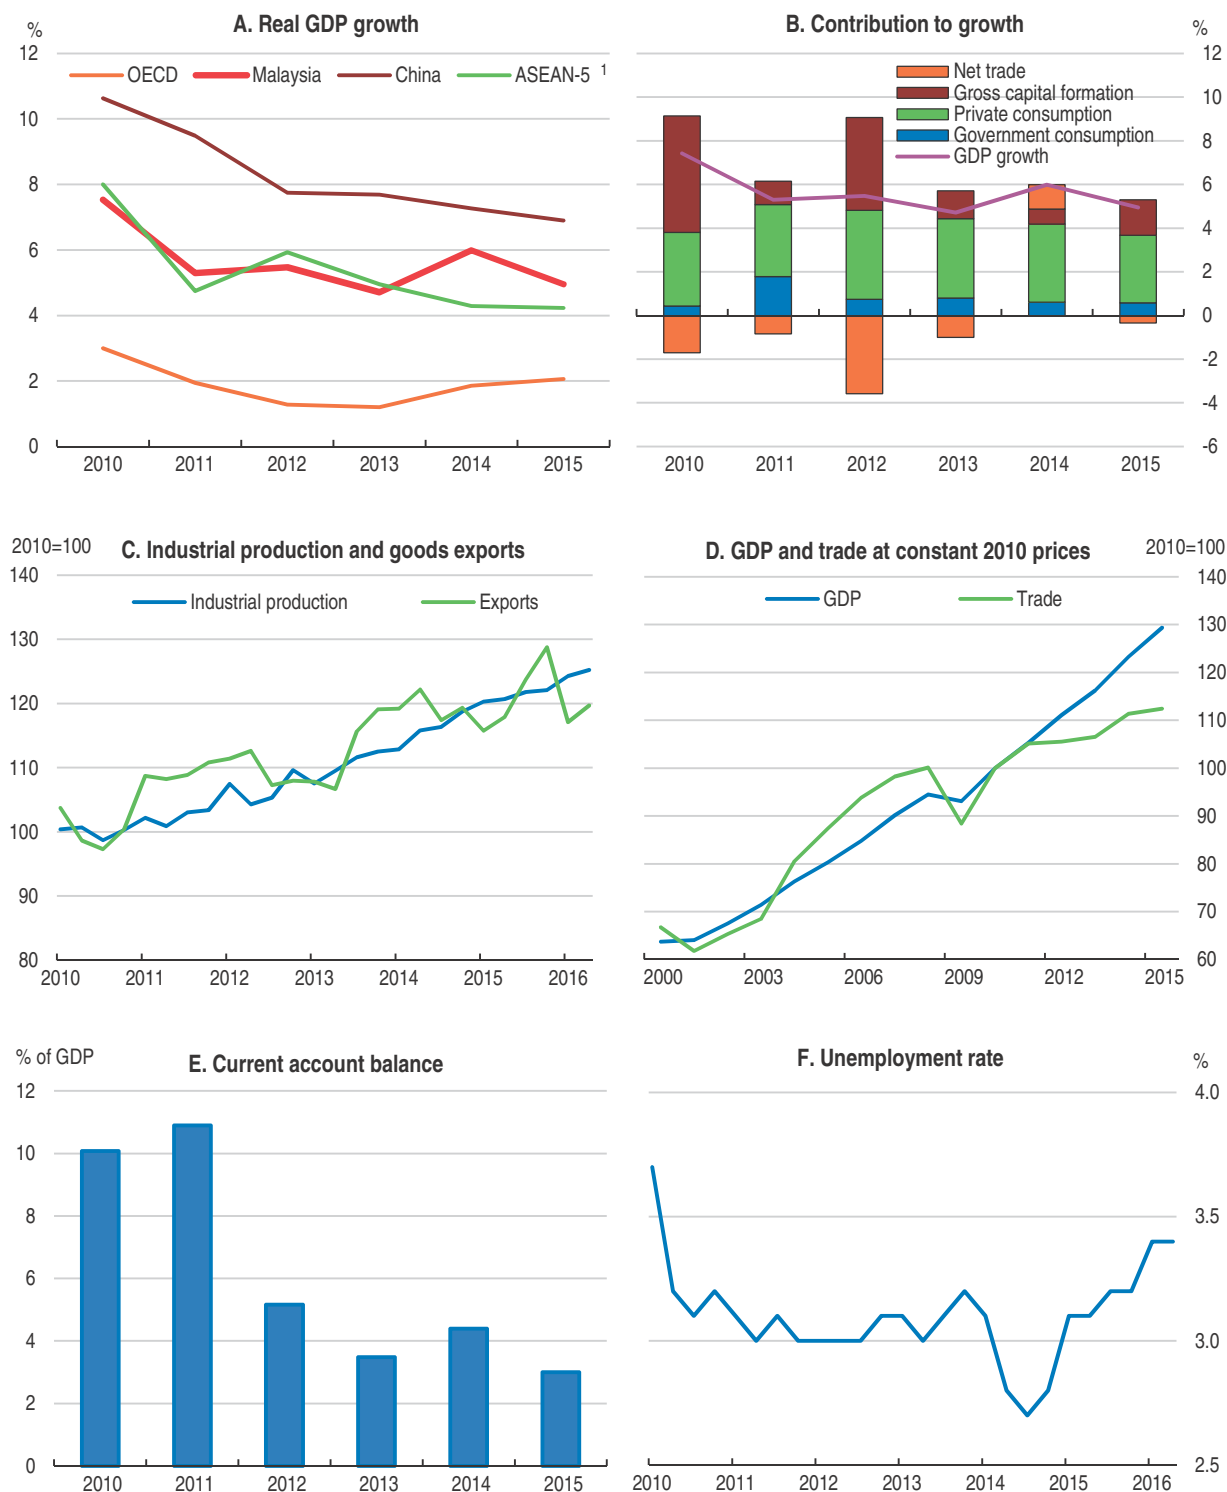 A. Real GDP growth
%
12
10
8
6
4
2
0
OECD Malaysia China ASEAN-5 1
2010 2011 2012 2013 2014 2015
B. Contribution to growth
%
12
10
8
6
4
2
0
-2
-4
-6
Net trade
Gross capital formation
Private consumption
Government consumption
GDP growth
2010 2011 2012 2013 2014 2015
2010=100
C. Industrial production and goods exports
140
130
120
110
100
90
80
Industrial production Exports
2010 2011 2012 2013 2014 2015 2016
D. GDP and trade at constant 2010 prices
2010=100
140
130
120
110
100
90
80
70
60
GDP Trade
2000 2003 2006 2009 2012 2015
% of GDP
E. Current account balance
12
10
8
6
4
2
0
2010 2011 2012 2013 2014 2015
F. Unemployment rate
%
4.0
3.5
3.0
2.5
2010 2011 2012 2013 2014 2015 2016